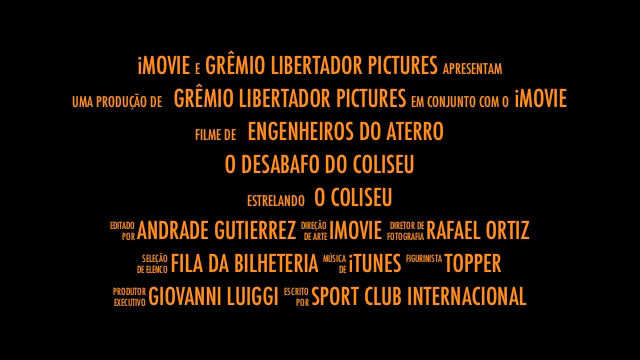 iMOVIE E GRÊMIO LIBERTADOR PICTURES APRESENTAM
UMA PRODUÇÃO DE GRÊMIO LIBERTADOR PICTURES EM CONJUNTO COM O iMOVIE
FILME DE ENGENHEIROS DO ATERRO
O DESABAFO DO COLISEU
ESTRELANDO O COLISEU
EDITADO POR ANDRADE GUTIERREZ DIREÇÃO DE ARTE IMOVIE DIRETOR DE FOTOGRAFIA RAFAEL ORTIZ
SELEÇÃO DE ELENCO FILA DA BILHETERIA MÚSICA DE iTUNES FIGURINISTA TOPPER
PRODUTOR EXECUTIVO GIOVANNI LUIGGI ESCRITO POR SPORT CLUB INTERNACIONAL